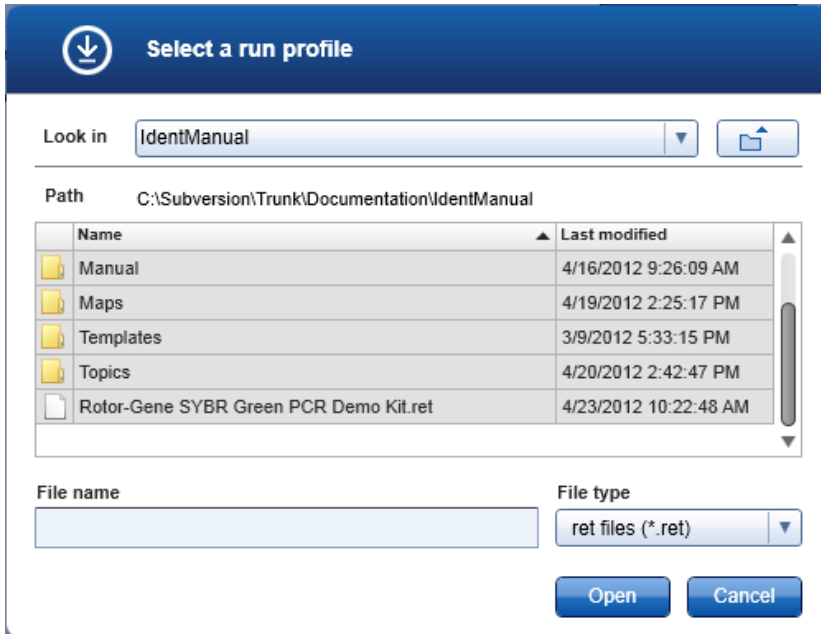 Select a run profile
Look in IdentManual
Path C:\Subversion\Trunk\Documentation\IdentManual
Name Last modified
Manual 4/16/2012 9:26:09 AM
Maps 4/19/2012 2:25:17 PM
Templates 3/9/2012 5:33:15 PM
Topics 4/20/2012 2:42:47 PM
Rotor-Gene SYBR Green PCR Demo Kit.ret 4/23/2012 10:22:48 AM
File name File type
ret files (*.ret)
Open Cancel